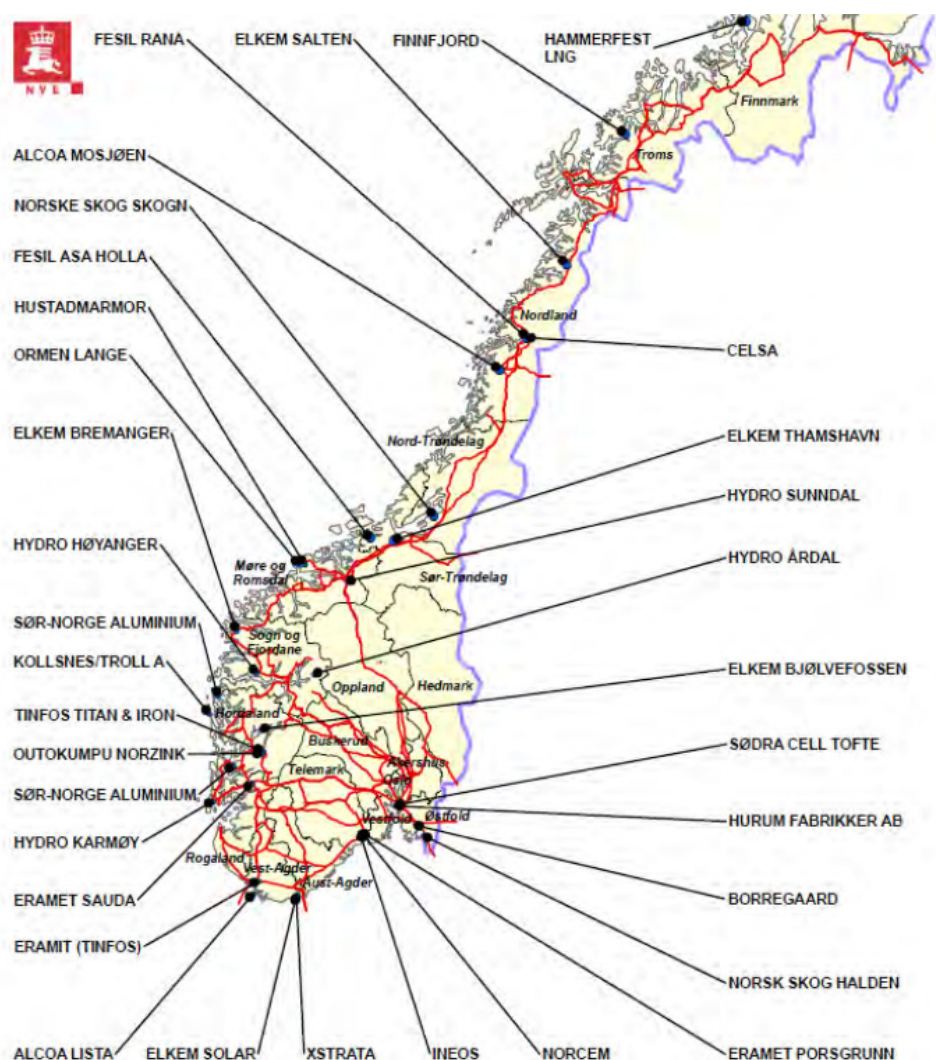 NVE
FESIL RANA
ELKEM SALTEN
FINNFJORD
HAMMERFEST
LNG
Finnmark
ALCOA MOSJØEN
Troms
NORSKE SKOG SKOGN
FESIL ASA HOLLA
HUSTADMARMOR
Nordland
ORMEN LANGE
CELSA
ELKEM BREMANGER
Nord-Trøndelag
ELKEM THAMSHAVN
HYDRO SUNNDAL
HYDRO HØYANGER
Møre og
Romsdal
Sør-Trøndelag
HYDRO ÅRDAL
SØR-NORGE ALUMINIUM
Sogn og
Fjordane
KOLLSNES/TROLL A
Oppland
Hedmark
ELKEM BJØLVEFOSSEN
TINFOS TITAN & IRON
Hordaland
Buskerud
OUTOKUMPU NORZINK
Telemark
Akershus
Oslo
SØDRA CELL TOFTE
SØR-NORGE ALUMINIUM
Vestfold
Østfold
HURUM FABRIKKER AB
HYDRO KARMØY
Rogaland
Vest-Agder
Aust-Agder
ERAMET SAUDA
BORREGAARD
ERAMIT (TINFOS)
NORSK SKOG HALDEN
ALCOA LISTA
ELKEM SOLAR
XSTRATA
INEOS
NORCEM
ERAMET PORSGRUNN